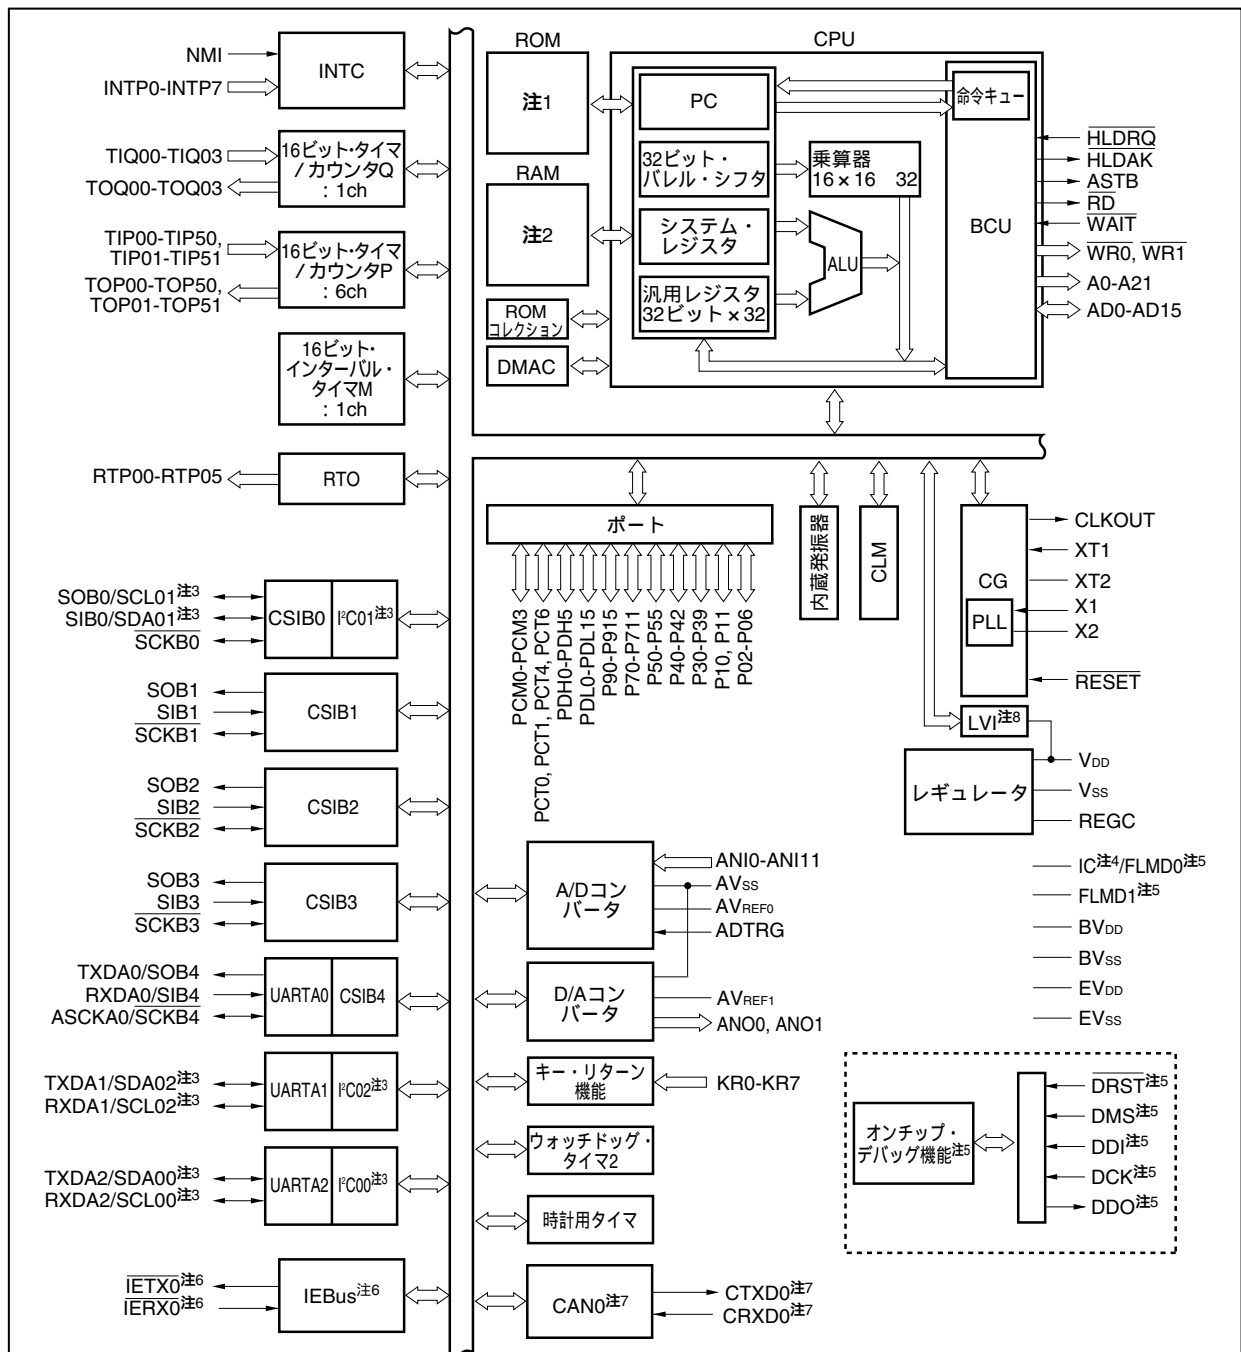 NMI
INTP0-INTP7
INTC
TIQ00-TIQ03
TOQ00-TOQ03
16ビット・タイマ
/ カウンタQ
: 1ch
TIP00-TIP50,
TIP01-TIP51
TOP00-TOP50,
TOP01-TOP51
16ビット・タイマ
/ カウンタP
: 6ch
16ビット・
インターバル・
タイマM
: 1ch
RTP00-RTP05
RTO
SOB0/SCL01注3
SIB0/SDA01注3
SCKB0
CSIB0
I²C01注3
SOB1
SIB1
SCKB1
CSIB1
SOB2
SIB2
SCKB2
CSIB2
SOB3
SIB3
SCKB3
CSIB3
TXDA0/SOB4
RXDA0/SIB4
ASCKA0/SCKB4
UARTA0
CSIB4
TXDA1/SDA02注3
RXDA1/SCL02注3
UARTA1
I²C02注3
TXDA2/SDA00注3
RXDA2/SCL00注3
UARTA2
I²C00注3
IETX0注6
IERX0注6
IEBus注6
ROM
注1
RAM
注2
ROM
コレクション
DMAC
CPU
PC
32ビット・
バレル・シフタ
システム・
レジスタ
汎用レジスタ
32ビット×32
乗算器
16×16 32
ALU
命令キュー
BCU
HLDRQ
HLDAK
ASTB
RD
WAIT
WR0, WR1
A0-A21
AD0-AD15
ポート
PCM0-PCM3
PCT0, PCT1, PCT4, PCT6
PDH0-PDH5
PDL0-PDL15
P90-P915
P70-P711
P50-P55
P40-P42
P30-P39
P10, P11
P02-P06
内蔵発振器
CLM
CG
PLL
CLKOUT
XT1
XT2
X1
X2
RESET
LVI注8
レギュレータ
VDD
VSS
REGC
IC注4/FLMD0注5
FLMD1注5
BVDD
BVSS
EVDD
EVSS
A/Dコン
バータ
ANI0-ANI11
AVSS
AVREF0
ADTRG
D/Aコン
バータ
AVREF1
ANO0, ANO1
キー・リターン
機能
KR0-KR7
ウォッチドッグ・
タイマ2
時計用タイマ
CAN0注7
CTXD0注7
CRXD0注7
オンチップ・
デバッグ機能注5
DRST注5
DMS注5
DDI注5
DCK注5
DDO注5